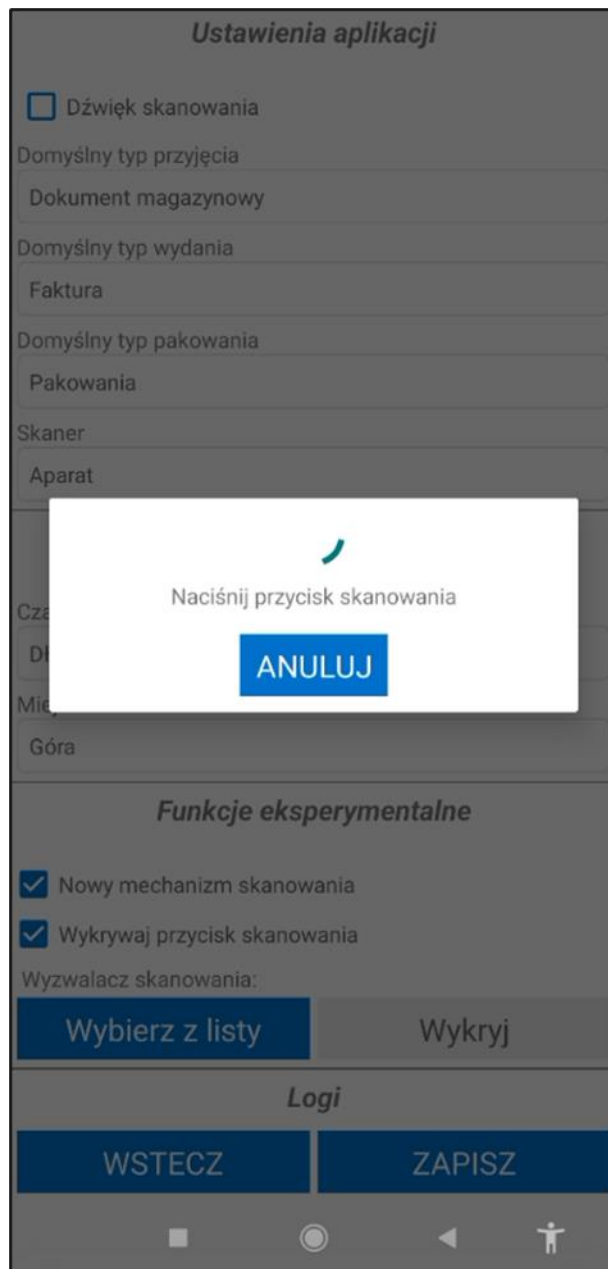 Ustawienia aplikacji
Dźwięk skanowania
Domyślny typ przyjęcia
Dokument magazynowy
Domyślny typ wydania
Faktura
Domyślny typ pakowania
Pakowania
Skaner
Aparat
Naciśnij przycisk skanowania
ANULUJ
Góra
Funkcje eksperymentalne
Nowy mechanizm skanowania
Wykrywaj przycisk skanowania
Wyzwalacz skanowania:
Wybierz z listy Wykryj
Logi
WSTECZ ZAPISZ